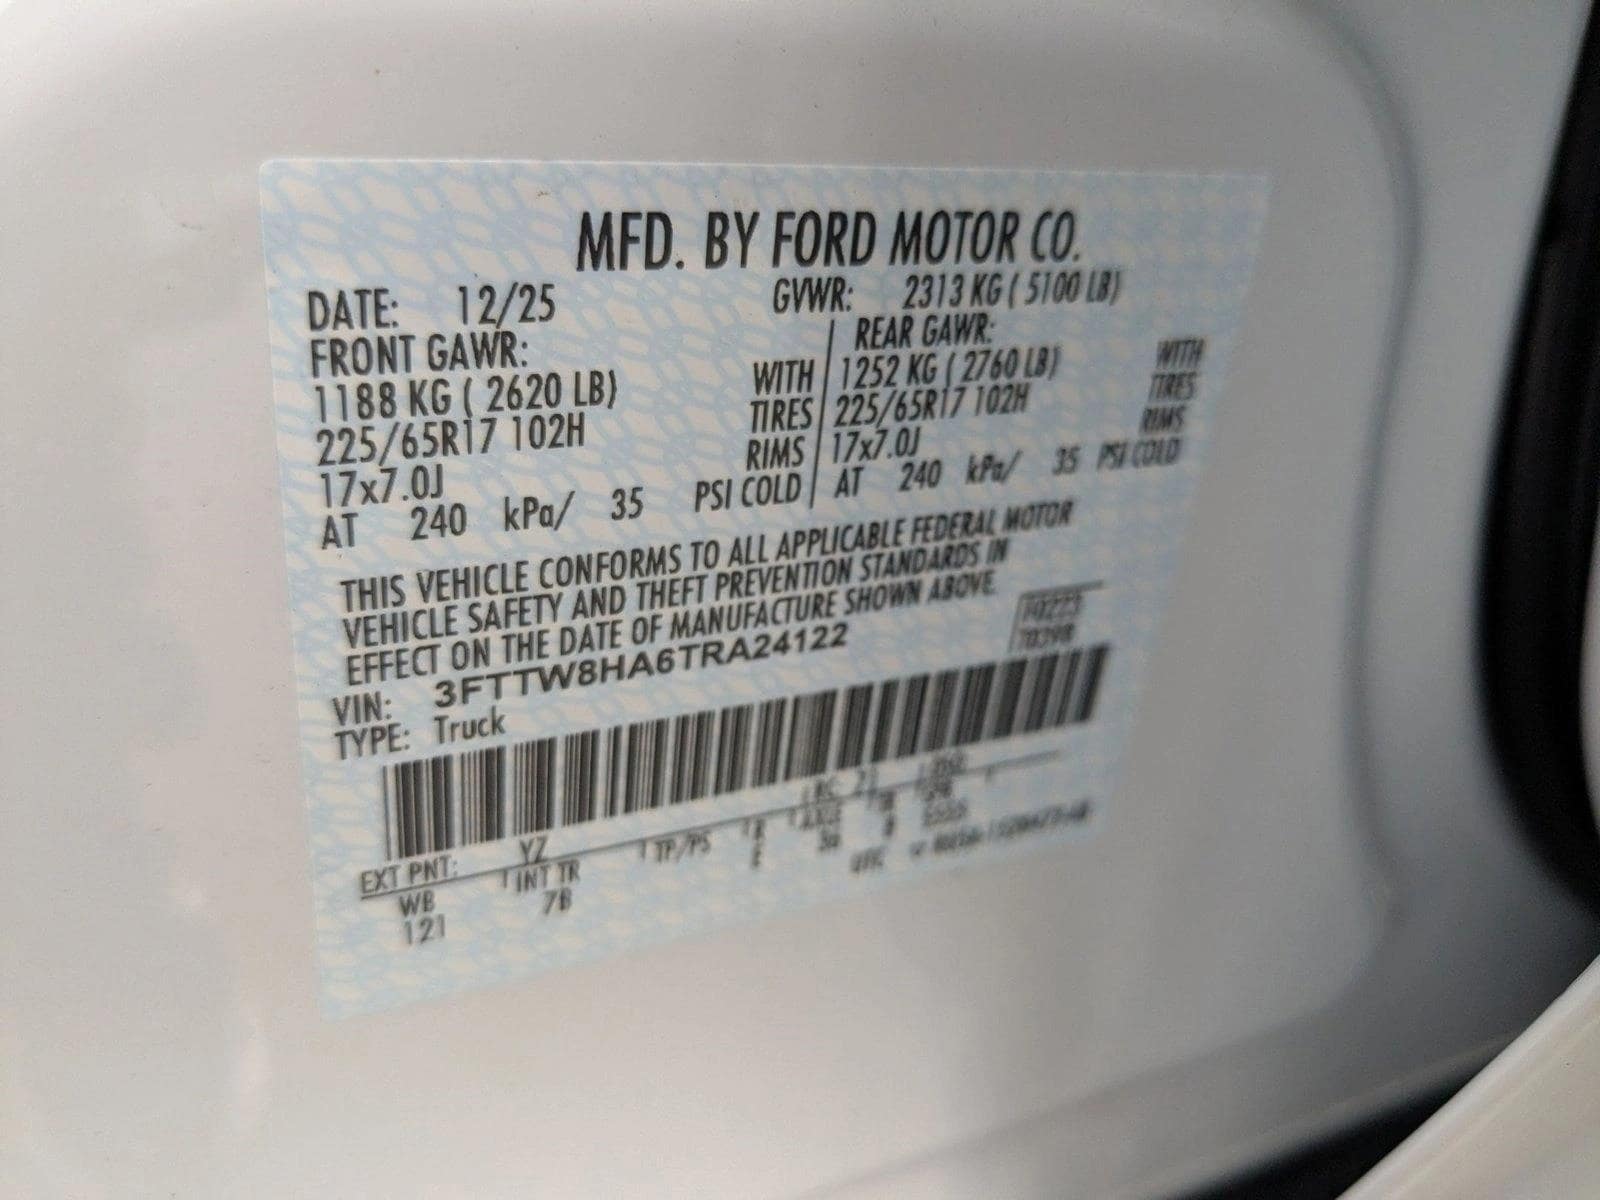 MFD. BY FORD MOTOR CO.
DATE: 12/25 GVWR: 2313 KG ( 5100 LB)
FRONT GAWR: REAR GAWR:
1188 KG ( 2620 LB) WITH 1252 KG ( 2760 LB) WITH
225/65R17 102H TIRES 225/65R17 102H TIRES
17x7.0J RIMS 17x7.0J RIMS
AT 240 kPa/ 35 PSI COLD AT 240 kPa/ 35 PSI COLD
THIS VEHICLE CONFORMS TO ALL APPLICABLE FEDERAL MOTOR
VEHICLE SAFETY AND THEFT PREVENTION STANDARDS IN
EFFECT ON THE DATE OF MANUFACTURE SHOWN ABOVE
VIN: 3FTTW8HA6TRA24122
TYPE: Truck
EXT PNT: YZ
WB INT TR TP/PS
121 7B